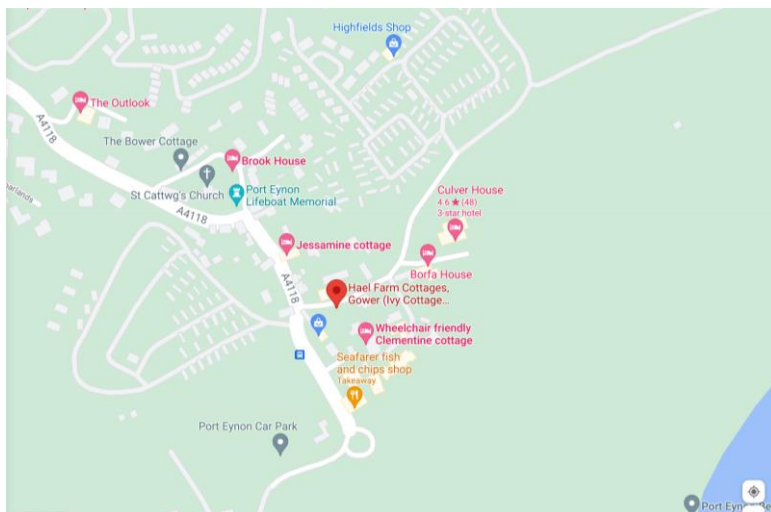 Highfields Shop
The Outlook
A4118
The Bower Cottage
Brook House
St Cattwg's Church
Port Eynon
Lifeboat Memorial
A4118
Culver House
4.6 ★ (48)
3-star hotel
Jessamine cottage
Borfa House
A4118
Hael Farm Cottages,
Gower (Ivy Cottage...
Wheelchair friendly
Clementine cottage
Seafarer fish
and chips shop
Takeaway
Port Eynon Car Park
Port